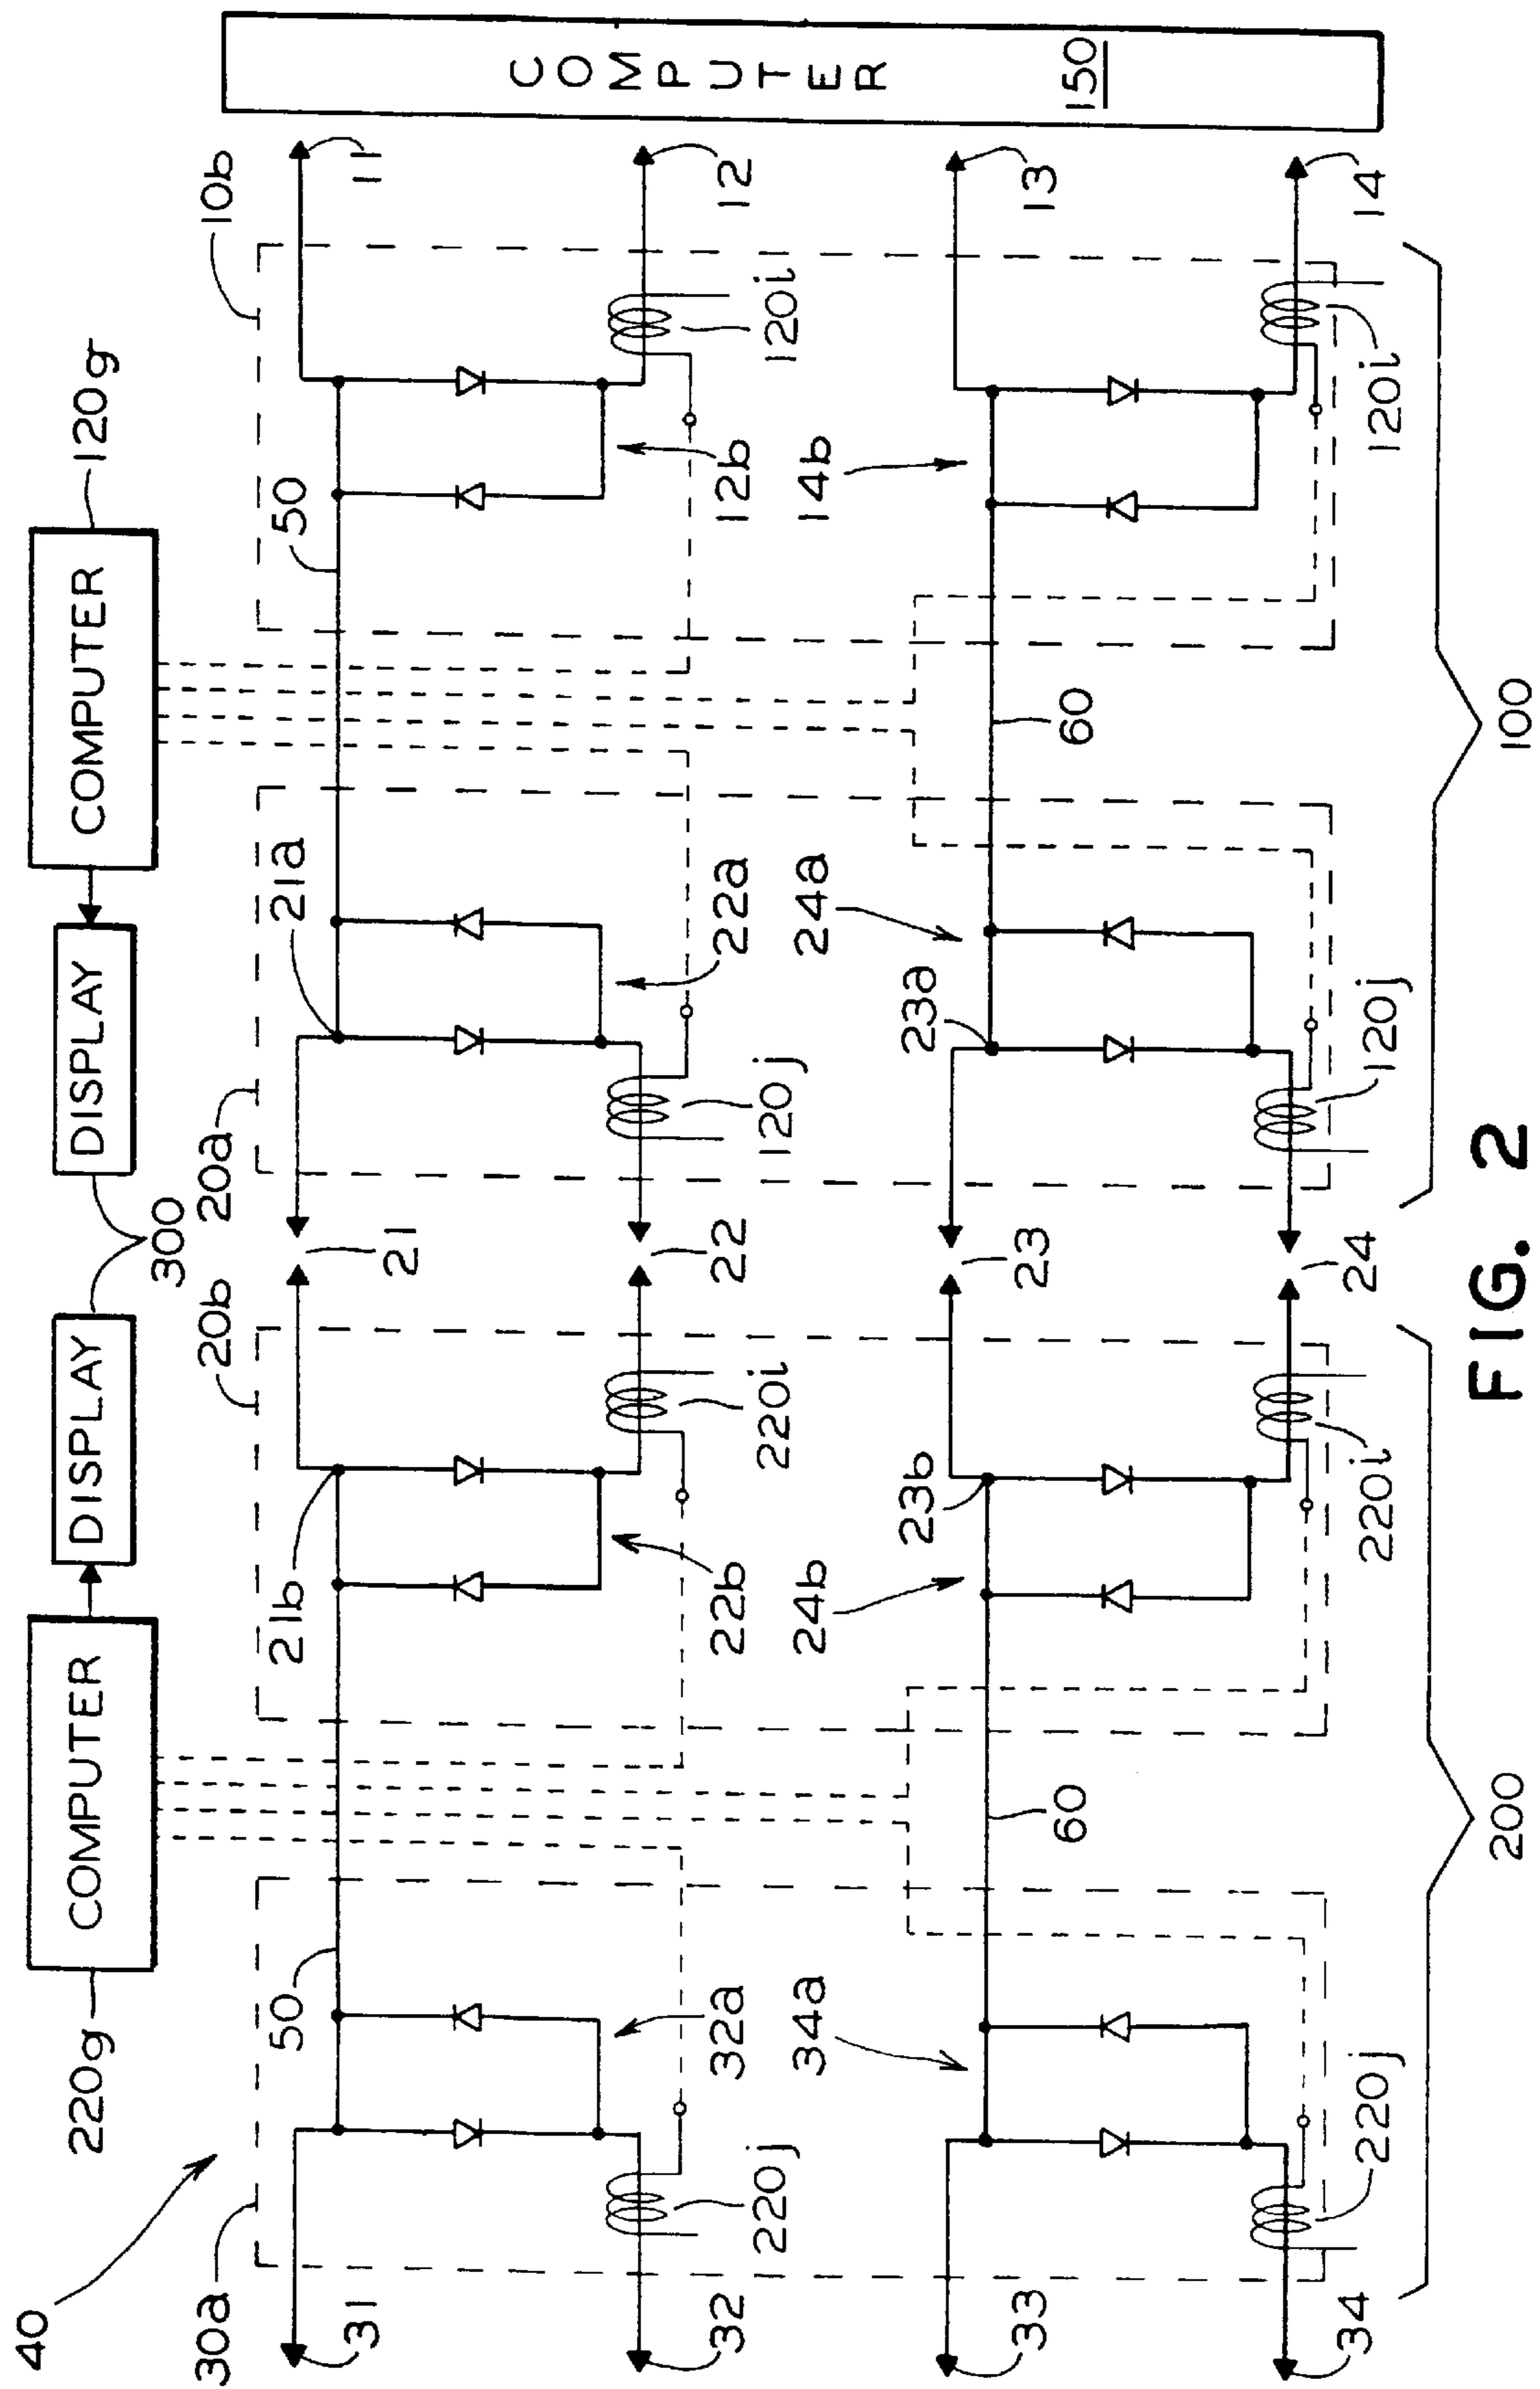 40
220g
COMPUTER
DISPLAY
300
DISPLAY
COMPUTER
120g
30a
20b
20a
10b
31
50
21b
21
21a
50
11
COMPUTER
150
32
220j
32a
22b
220i
22
120j
22a
12b
120i
12
34a
24b
24a
14b
33
60
23b
23
23a
60
13
34
220j
220i
24
120j
120i
14
200
100
FIG. 2